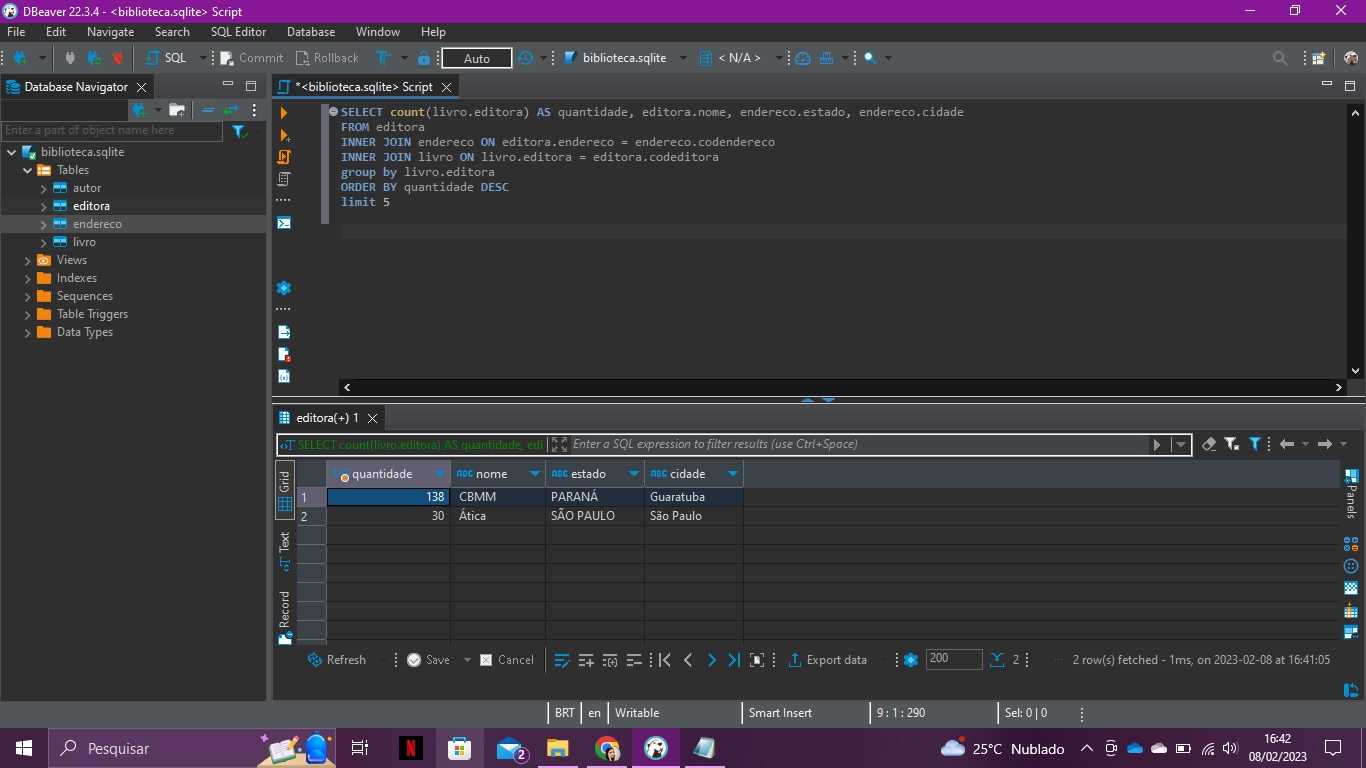 DBeaver 22.3.4 - <biblioteca.sqlite> Script
File Edit Navigate Search SQL Editor Database Window Help
SQL Commit Rollback Auto biblioteca.sqlite < N/A >
Database Navigator
Enter a part of object name here
biblioteca.sqlite
Tables
autor
editora
endereco
livro
Views
Indexes
Sequences
Table Triggers
Data Types
*<biblioteca.sqlite> Script
SELECT count(livro.editora) AS quantidade, editora.nome, endereco.estado, endereco.cidade
FROM editora
INNER JOIN endereco ON editora.endereco = endereco.codendereco
INNER JOIN livro ON livro.editora = editora.codeditora
group by livro.editora
ORDER BY quantidade DESC
limit 5
editora(+) 1
SELECT count(livro.editora) AS quantidade, edi Enter a SQL expression to filter results (use Ctrl+Space)
Grid
Text
Record
quantidade ABC nome ABC estado ABC cidade
1 138 CBMM PARANÁ Guaratuba
2 30 Ática SÃO PAULO São Paulo
Panels
Refresh Save Cancel Export data 200 2 2 row(s) fetched - 1ms, on 2023-02-08 at 16:41:05
BRT en Writable Smart Insert 9 : 1 : 290 Sel: 0 | 0
Pesquisar N 2 25°C Nublado 16:42
08/02/2023